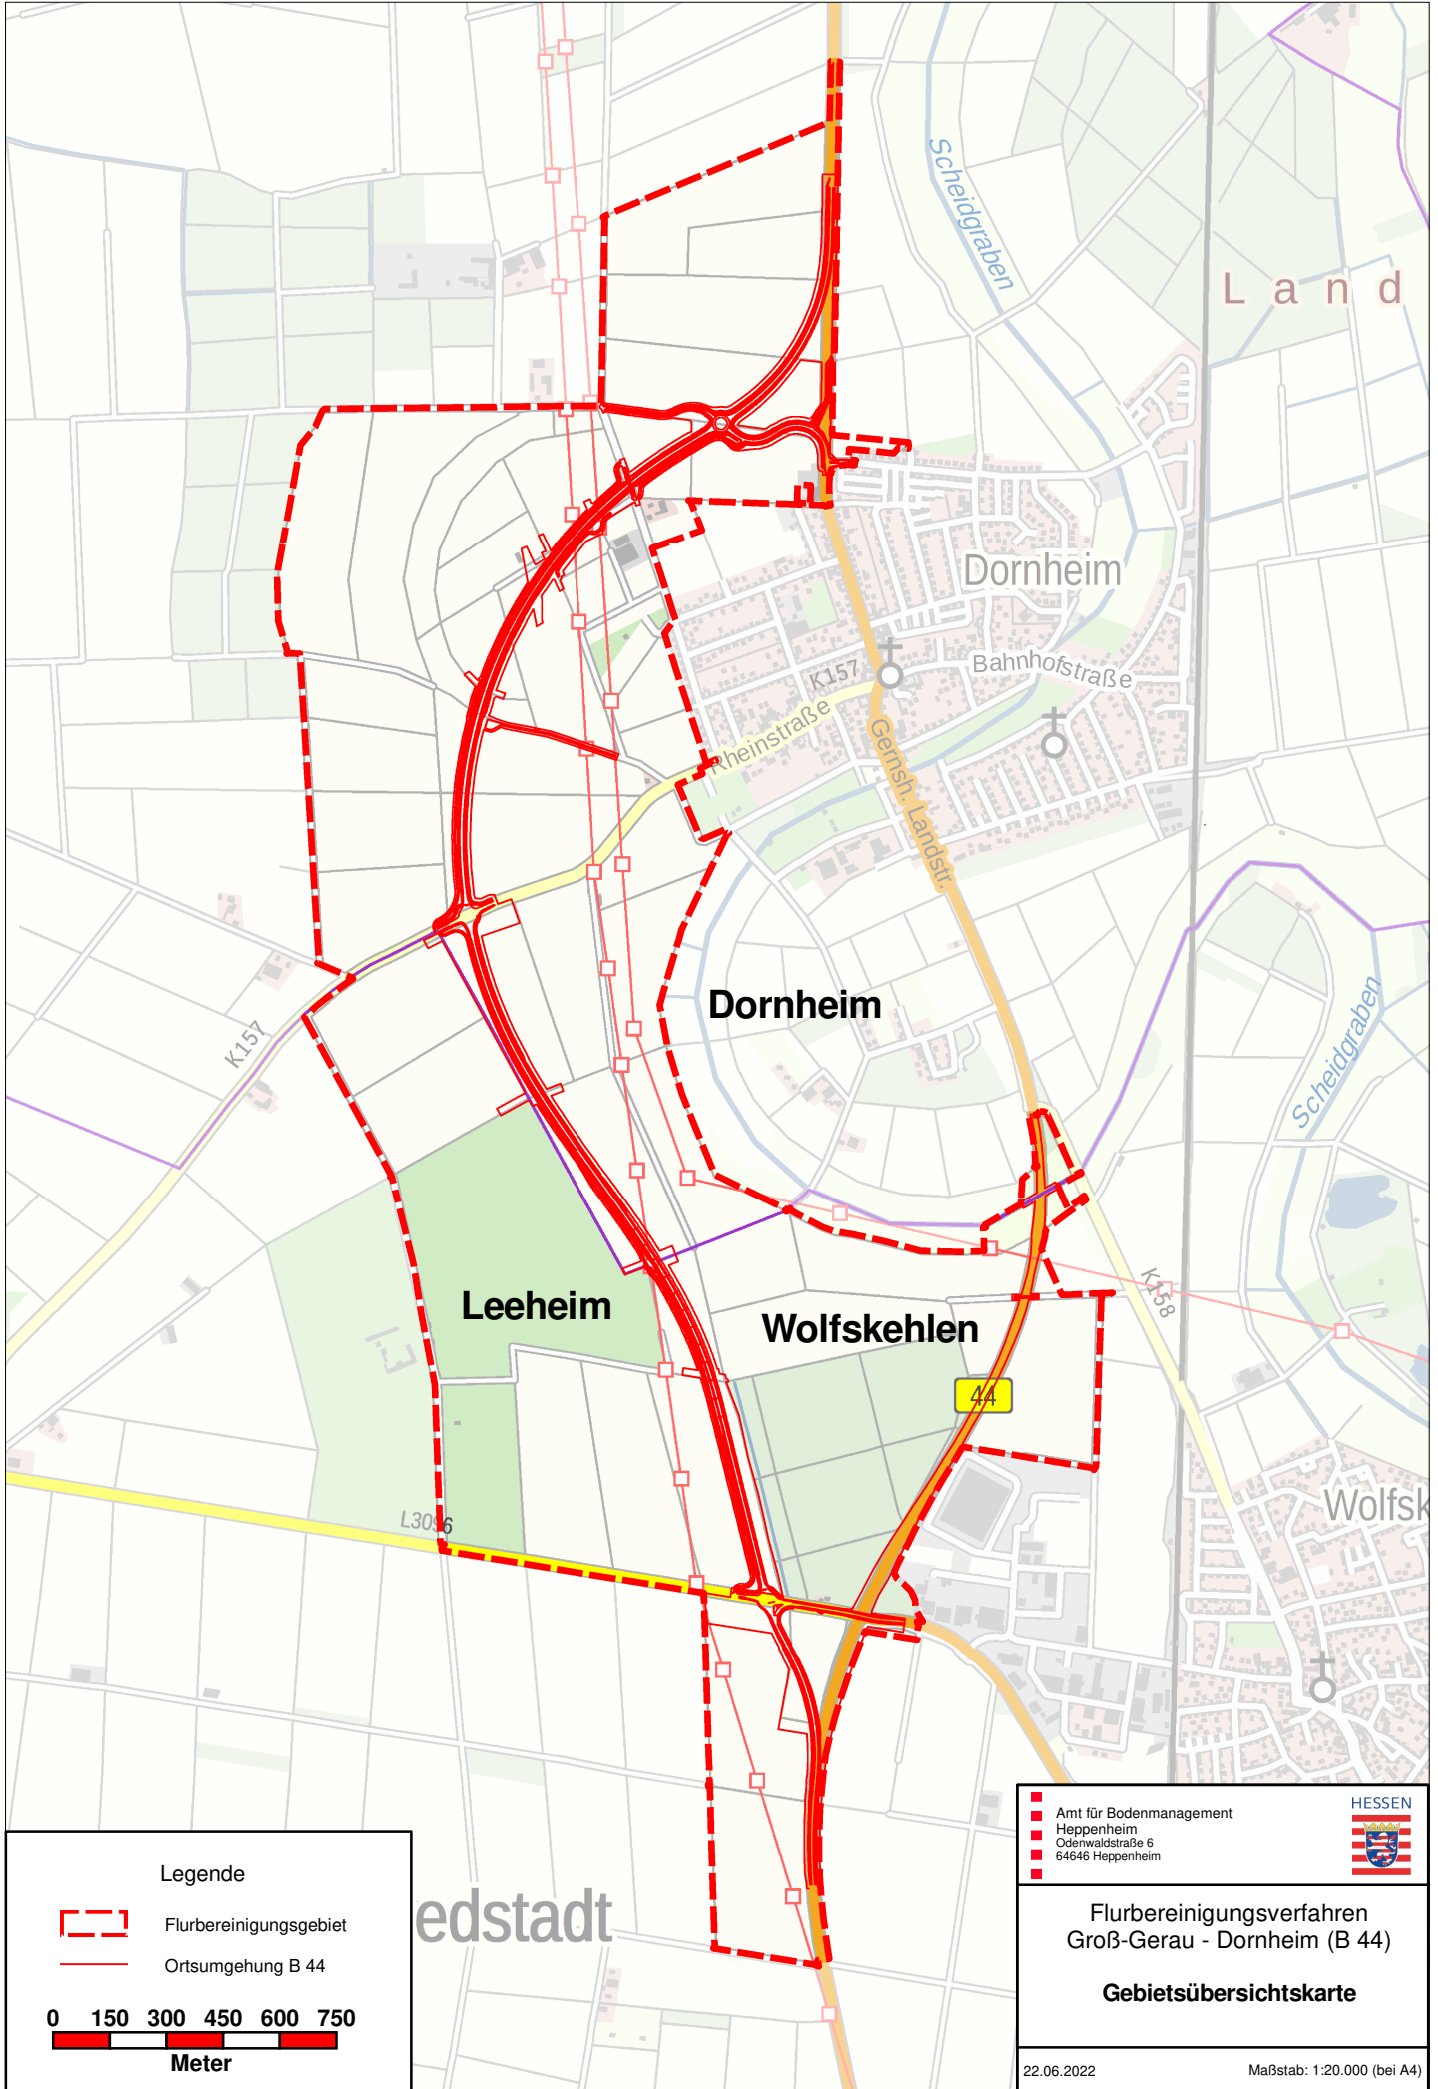 Scheidgraben
Land
Dornheim
K157
Bahnhofstraße
Rheinstraße
Gernsh. Landstr.
Dornheim
K157
Scheidgraben
Leeheim
Wolfskehlen
K158
44
L3096
Wolfsk
edstadt
Legende
Flurbereinigungsgebiet
Ortsumgehung B 44
0 150 300 450 600 750
Meter
Amt für Bodenmanagement
Heppenheim
Odenwaldstraße 6
64646 Heppenheim
HESSEN
Flurbereinigungsverfahren
Groß-Gerau - Dornheim (B 44)
Gebietsübersichtskarte
22.06.2022
Maßstab: 1:20.000 (bei A4)